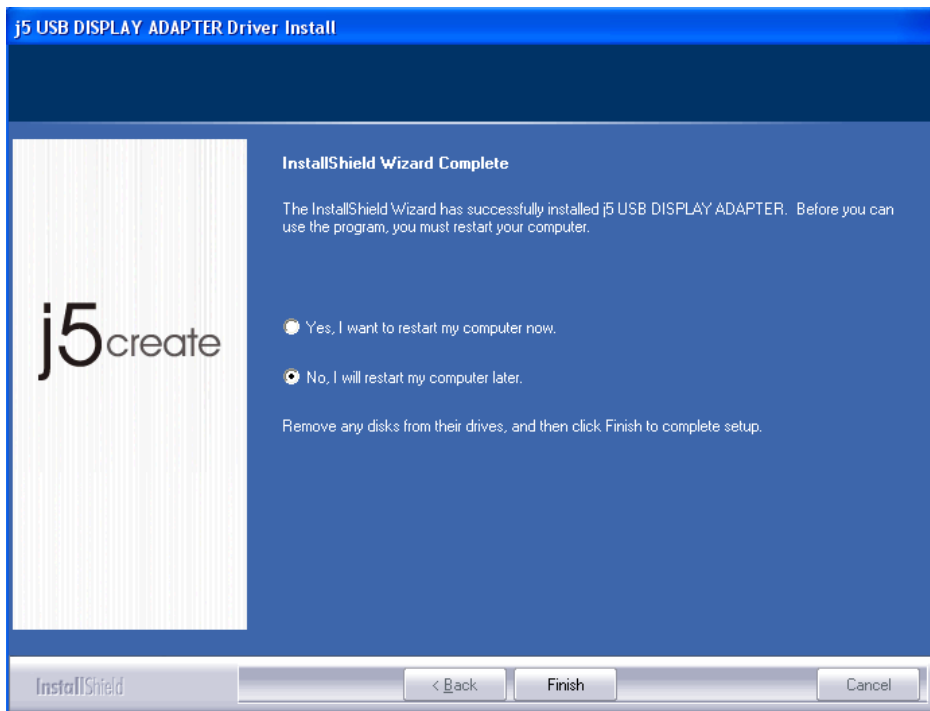 j5 USB DISPLAY ADAPTER Driver Install
InstallShield Wizard Complete
The InstallShield Wizard has successfully installed j5 USB DISPLAY ADAPTER. Before you can
use the program, you must restart your computer.
j5create
Yes, I want to restart my computer now.
No, I will restart my computer later.
Remove any disks from their drives, and then click Finish to complete setup.
InstallShield
< Back
Finish
Cancel